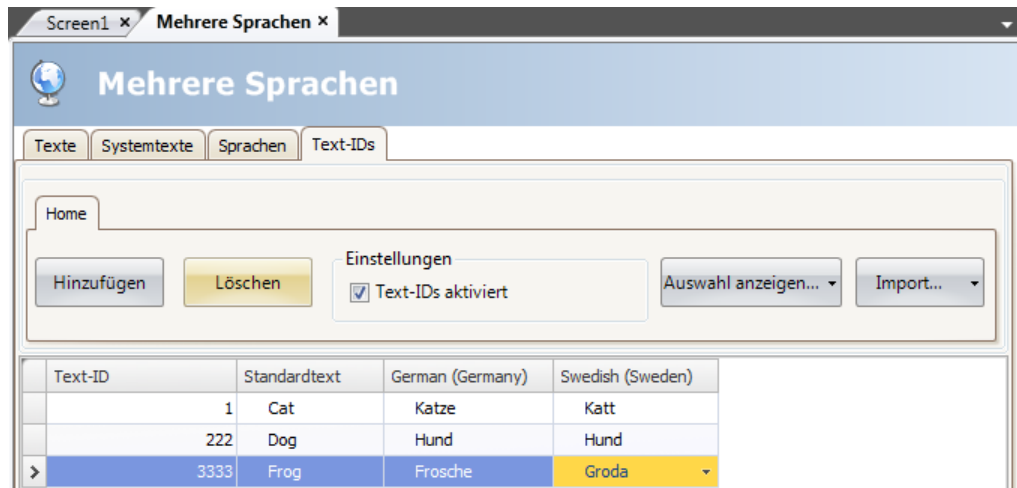 Screen1 × Mehrere Sprachen ×
Mehrere Sprachen
Texte Systemtexte Sprachen Text-IDs
Home
Einstellungen
Hinzufügen Löschen Text-IDs aktiviert Auswahl anzeigen... Import...
Text-ID Standardtext German (Germany) Swedish (Sweden)
1 Cat Katze Katt
222 Dog Hund Hund
3333 Frog Frosche Groda